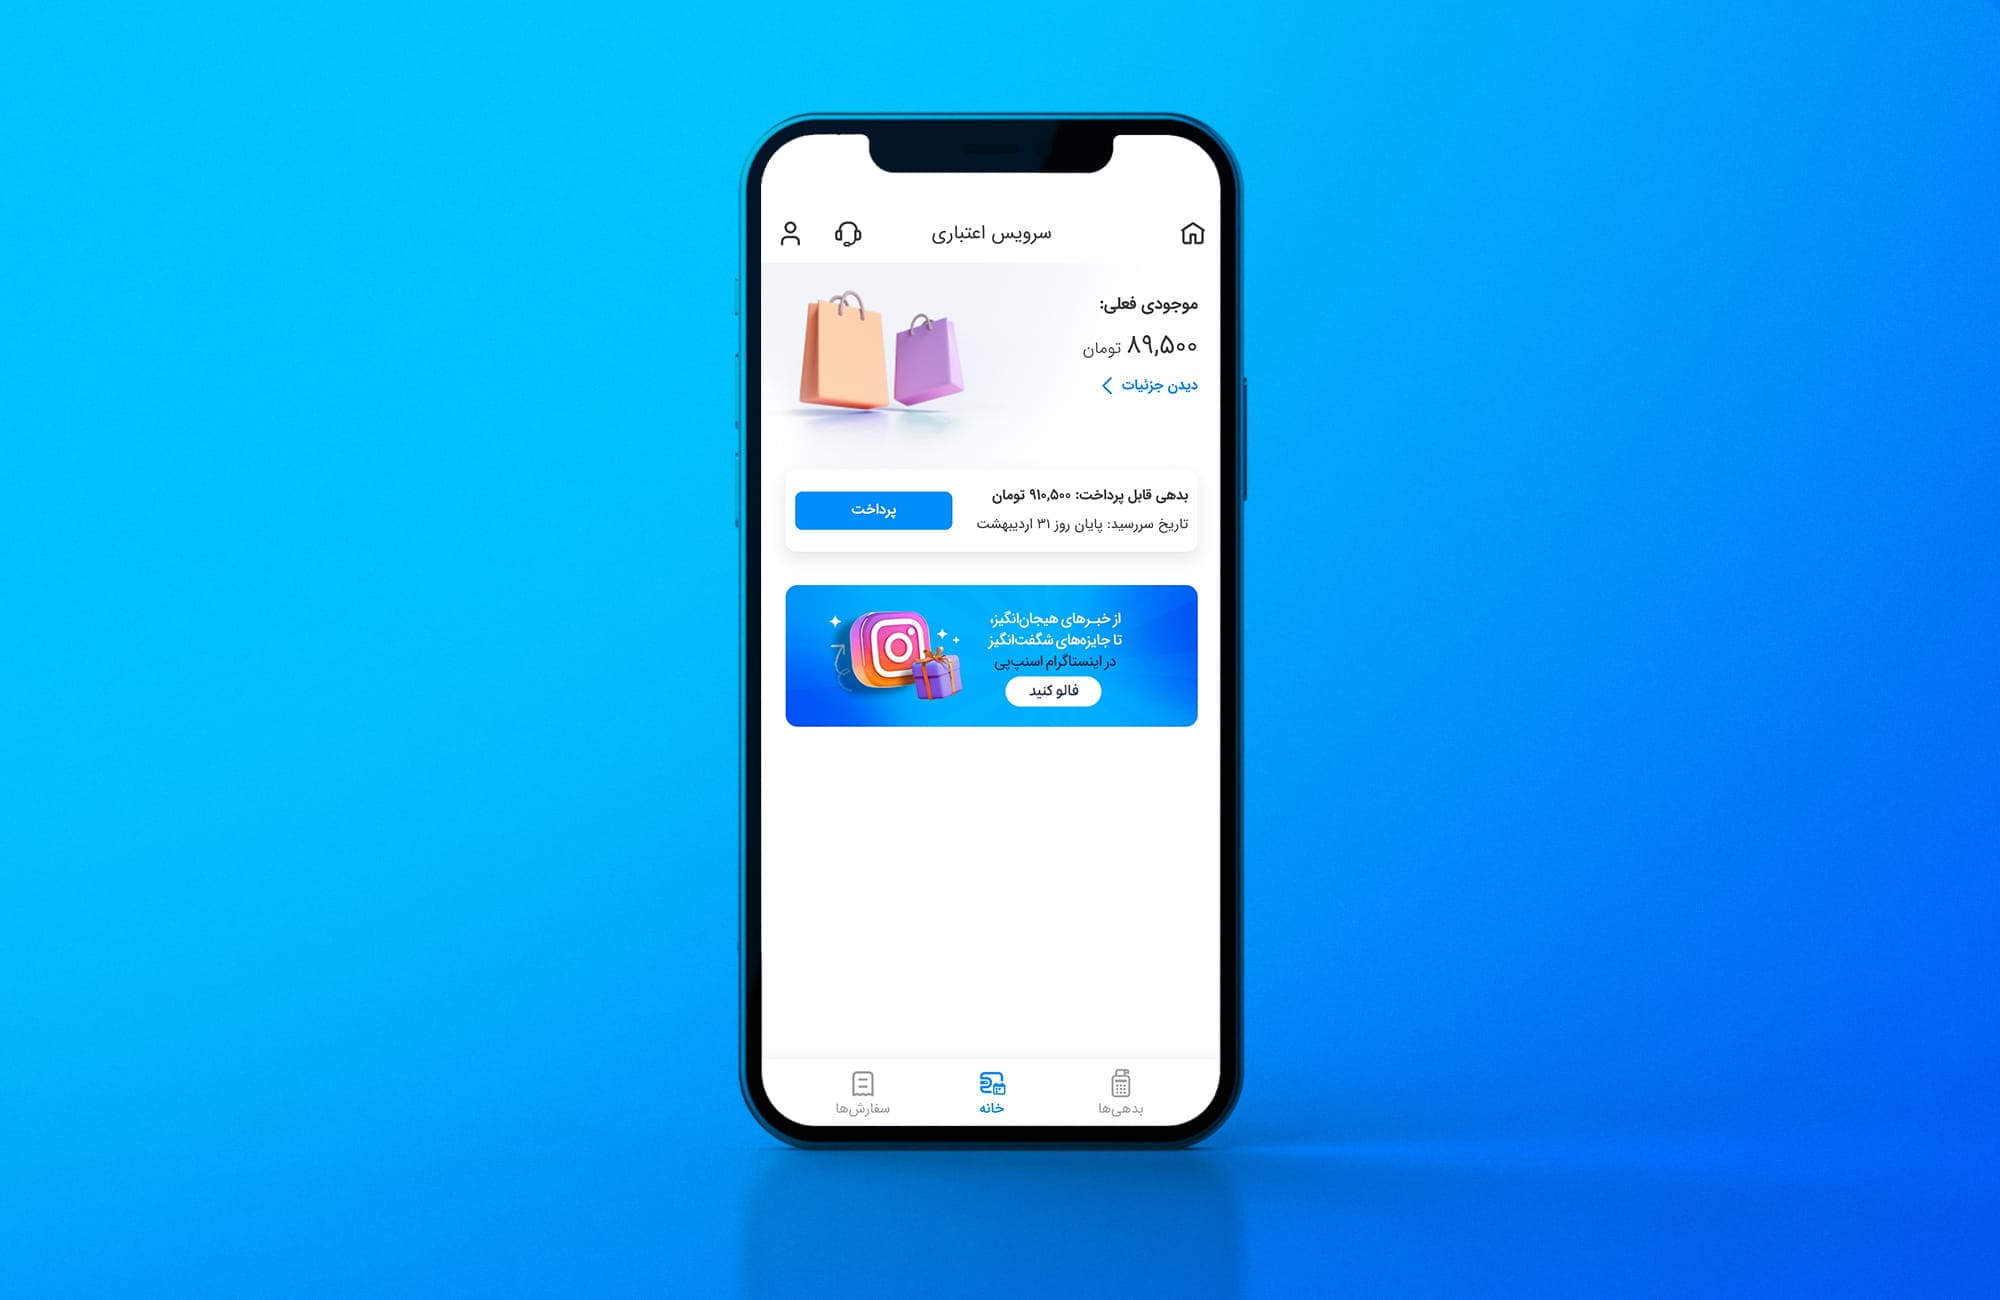 سرویس اعتباری
موجودی فعلی:
۸۹,۵۰۰ تومان
دیدن جزئیات
بدهی قابل پرداخت: ۹۱۰,۵۰۰ تومان
تاریخ سررسید: پایان روز ۳۱ اردیبهشت
پرداخت
از خبـرهای هیجان‌انگیز،
تا جایزه‌های شگفت‌انگیز
در اینستاگرام اسنپ‌پی
فالو کنید
بدهی‌ها
خانه
سفارش‌ها